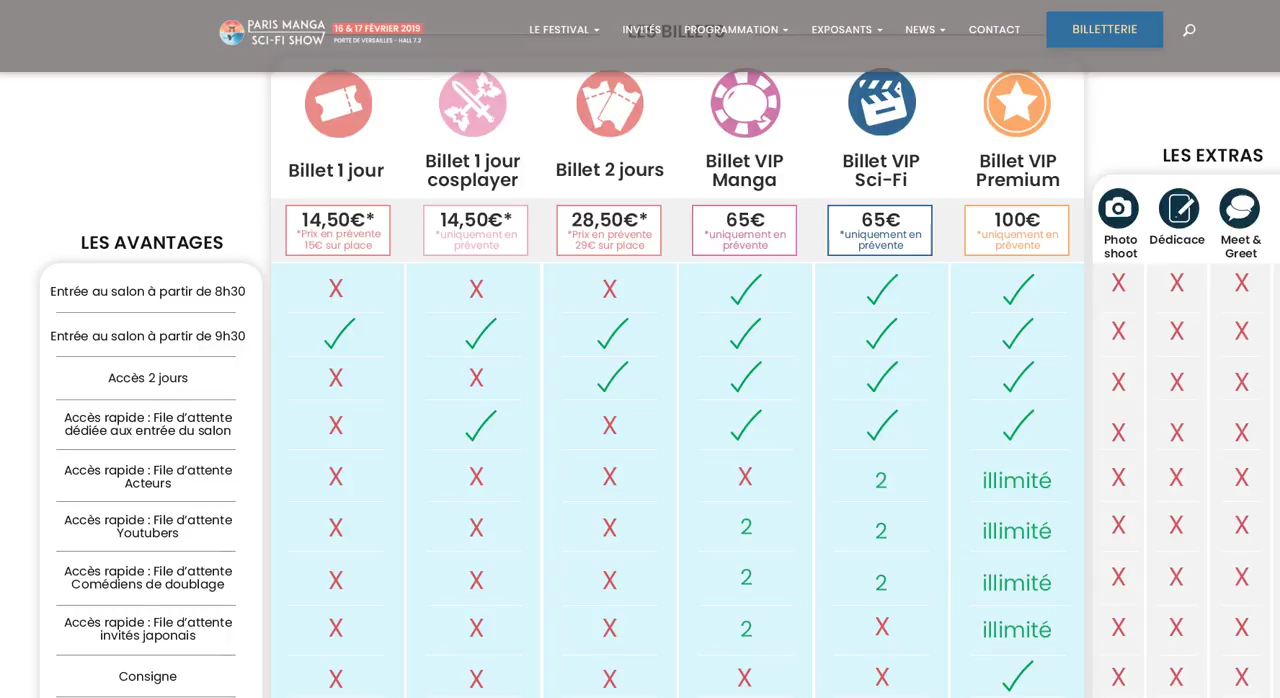 PARIS MANGA
SCI-FI SHOW
16 & 17 FÉVRIER 2019
PORTE DE VERSAILLES - HALL 7.2
LE FESTIVAL
INVITÉS
PROGRAMMATION
EXPOSANTS
NEWS
CONTACT
BILLETTERIE
LES BILLETS
Billet 1 jour
Billet 1 jour
cosplayer
Billet 2 jours
Billet VIP
Manga
Billet VIP
Sci-Fi
Billet VIP
Premium
LES EXTRAS
14,50€*
*Prix en prévente
15€ sur place
14,50€*
*uniquement en
prévente
28,50€*
*Prix en prévente
29€ sur place
65€
*uniquement en
prévente
65€
*uniquement en
prévente
100€
*uniquement en
prévente
Photo
shoot
Dédicace
Meet &
Greet
LES AVANTAGES
Entrée au salon à partir de 8h30
X X X X X X
Entrée au salon à partir de 9h30
X X X
Accès 2 jours
X X X X X
Accès rapide : File d'attente
dédiée aux entrée du salon
X X X X X
Accès rapide : File d'attente
Acteurs
X X X X 2 illimité X X X
Accès rapide : File d'attente
Youtubers
X X X 2 2 illimité X X X
Accès rapide : File d'attente
Comédiens de doublage
X X X 2 2 illimité X X X
Accès rapide : File d'attente
invités japonais
X X X 2 X illimité X X X
Consigne
X X X X X X X X